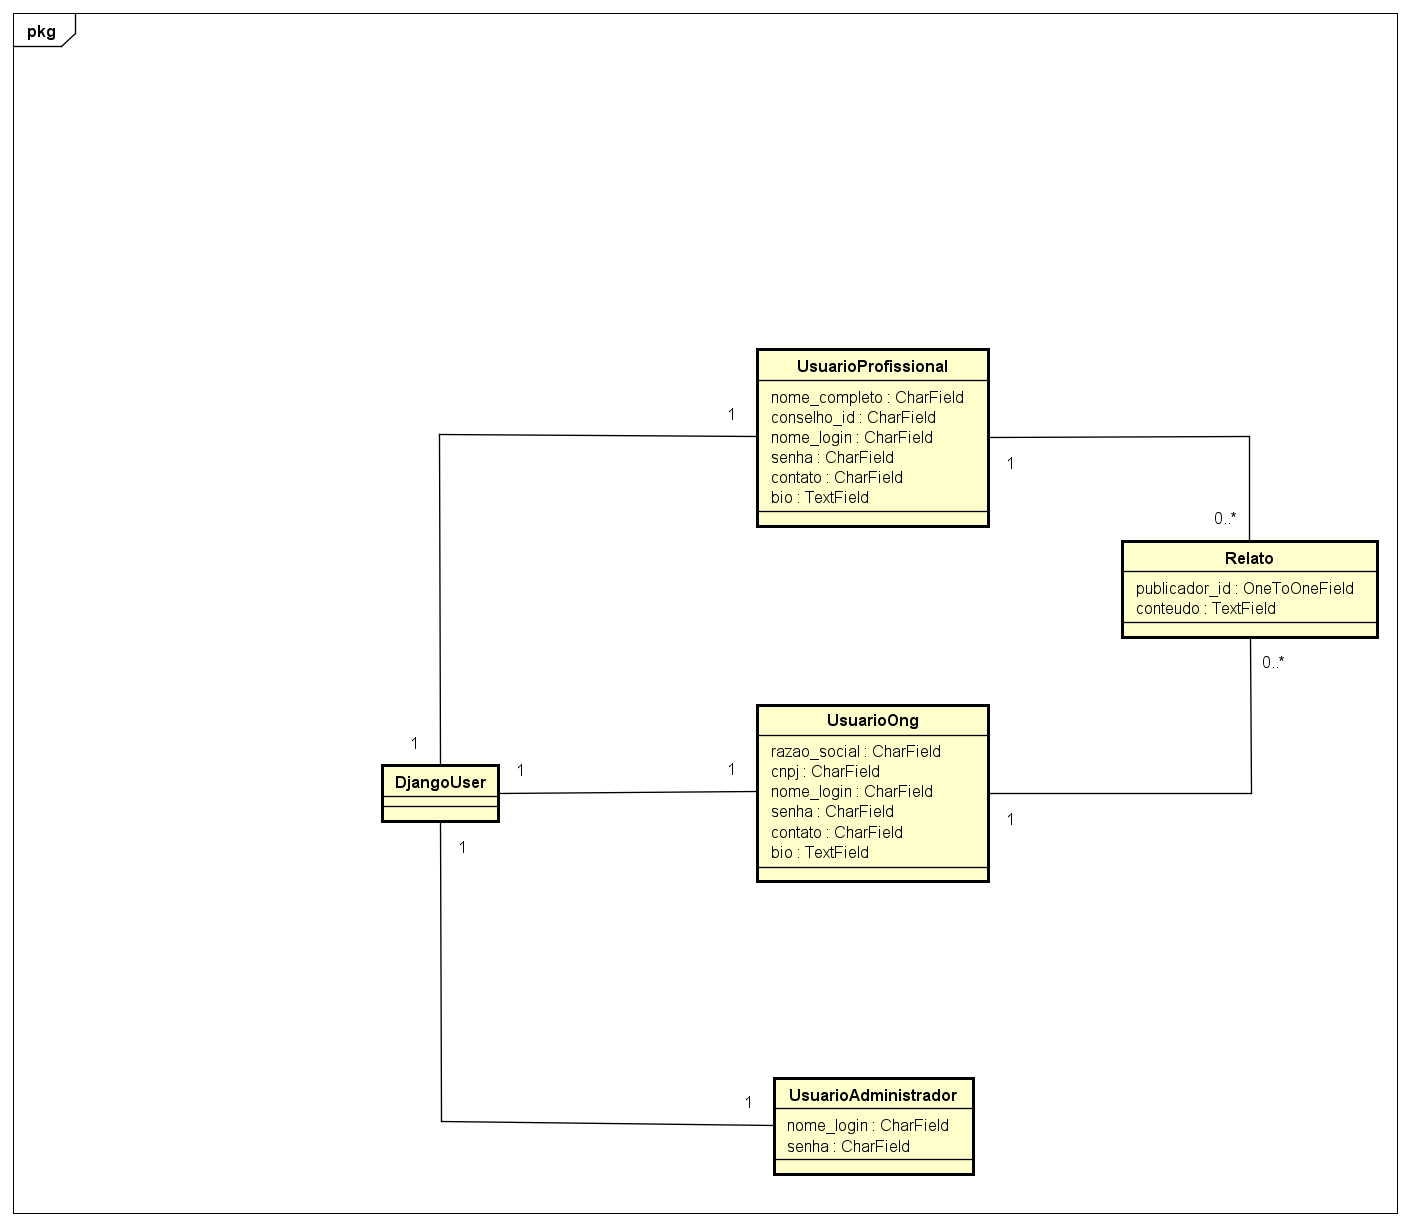 pkg
UsuarioProfissional
nome_completo : CharField
conselho_id : CharField
nome_login : CharField
senha : CharField
contato : CharField
bio : TextField
1
1
0..*
Relato
publicador_id : OneToOneField
conteudo : TextField
0..*
UsuarioOng
razao_social : CharField
cnpj : CharField
nome_login : CharField
senha : CharField
contato : CharField
bio : TextField
1
1
1
1
DjangoUser
1
1
UsuarioAdministrador
nome_login : CharField
senha : CharField